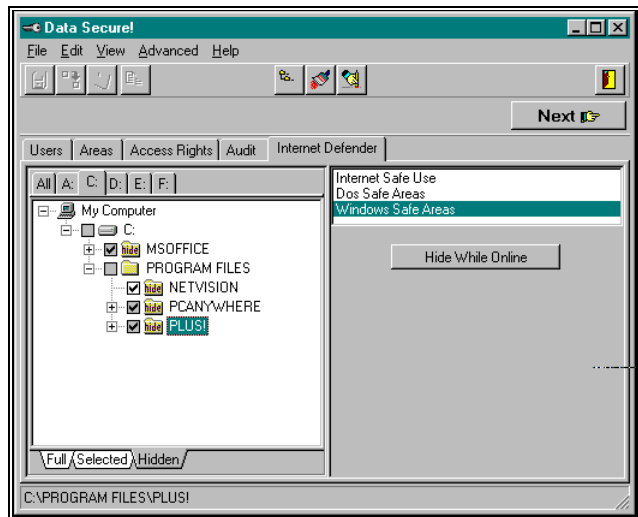 Data Secure!
File Edit View Advanced Help
Next
Users Areas Access Rights Audit Internet Defender
All A: C: D: E: F:
My Computer
C:
hide MSOFFICE
PROGRAM FILES
hide NETVISION
hide PCANYWHERE
hide PLUS!
Full Selected Hidden
Internet Safe Use
Dos Safe Areas
Windows Safe Areas
Hide While Online
C:\PROGRAM FILES\PLUS!